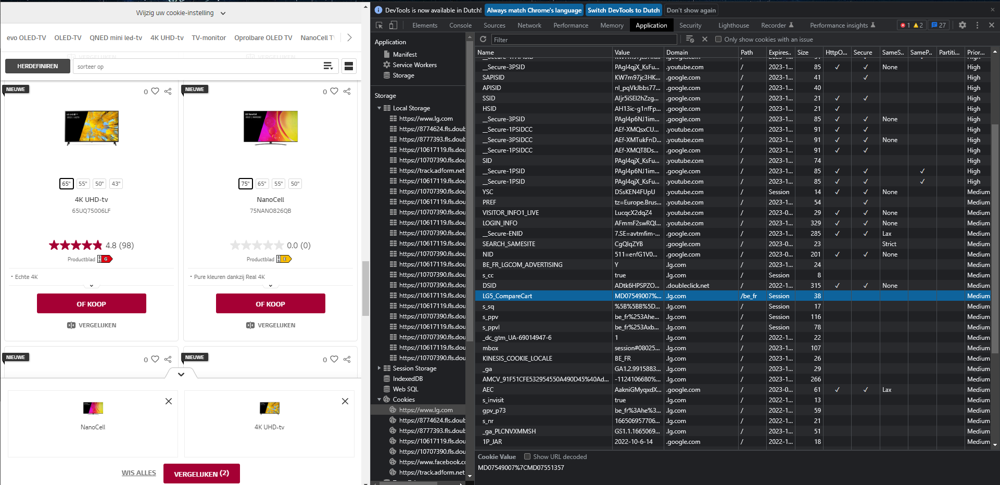 Wijzig uw cookie-instelling
evo OLED-TV OLED-TV QNED mini led-tv 4K UHD-tv TV-monitor Oprolbare OLED TV NanoCell
VERGELIJKEN VERGELIJKEN
HERDEFINIREN sorteer op
NIEUWE 0 NIEUWE 0
65" 55" 50" 43" 75" 65" 55" 50"
4K UHD-tv NanoCell
65UQ75006LF 75NANO826QB
4.8 (98) 0.0 (0)
Productblad G Productblad E
· Echte 4K · Pure kleuren dankzij Real 4K
OF KOOP OF KOOP
VERGELIJKEN VERGELIJKEN
NIEUWE 0 NIEUWE 0
NanoCell 4K UHD-tv
WIS ALLES VERGELIJKEN (2)
DevTools is now available in Dutch! Always match Chrome's language Switch DevTools to Dutch Don't show again
Elements Console Sources Network Performance Memory Application Security Lighthouse Recorder Performance insights 1 2 27
Application
Manifest
Service Workers
Storage
Storage
Local Storage
https://www.lg.com
https://8774624.fls.doub
https://8777393.fls.doub
https://10617119.fls.dou
https://10707390.fls.dou
https://track.adform.net
https://10617119.fls.dou
https://10707390.fls.dou
https://10617119.fls.dou
https://10707390.fls.dou
https://10617119.fls.dou
https://10707390.fls.dou
https://10617119.fls.dou
https://10707390.fls.dou
https://10617119.fls.dou
https://10707390.fls.dou
https://10707390.fls.dou
https://10617119.fls.dou
https://10707390.fls.dou
https://10707390.fls.dou
https://10617119.fls.dou
https://10707390.fls.dou
https://10617119.fls.dou
https://10707390.fls.dou
Session Storage
IndexedDB
Web SQL
Cookies
https://www.lg.com
https://8774624.fls.doub
https://8777393.fls.doub
https://10617119.fls.dou
https://10707390.fls.dou
https://www.facebook.co
https://track.adform.net
Filter Only show cookies with an issue
Name Value Domain Path Expires... Size HttpO... Secure SameS... SameP... Partiti... Prior...
__Secure-3PSID PAgI4qjX_KsFu... .youtube.com / 2023-1... 85 ✓ ✓ None High
SAPISID KW7m97jc3HK... .google.com / 2023-1... 41 ✓ High
APISID nl_pqVkJbbs77... .google.com / 2023-1... 40 High
SSID AIjr5iSEI2hZzg... .google.com / 2023-1... 21 ✓ ✓ High
HSID AH13ic-g1nfFp... .google.com / 2023-1... 21 ✓ High
__Secure-3PSID PAgI4p6NJ1im... .google.com / 2023-1... 85 ✓ ✓ None High
__Secure-1PSIDCC AEf-XMQsxCU... .youtube.com / 2023-1... 91 ✓ ✓ High
__Secure-3PSIDCC AEf-XMTukFnD... .youtube.com / 2023-1... 91 ✓ ✓ None High
__Secure-1PSIDCC AEf-XMQT8Ds... .google.com / 2023-1... 91 ✓ ✓ High
SID PAgI4qjX_KsFu... .youtube.com / 2023-1... 74 High
__Secure-1PSID PAgI4p6NJ1im... .google.com / 2023-1... 85 ✓ ✓ ✓ High
__Secure-1PSID PAgI4qjX_KsFu... .youtube.com / 2023-1... 85 ✓ ✓ ✓ High
YSC DSsKEN4FUpU .youtube.com / Session 14 ✓ ✓ None Medium
PREF tz=Europe.Brus... .youtube.com / 2023-1... 54 ✓ Medium
VISITOR_INFO1_LIVE LucqcX2dqZ4 .youtube.com / 2023-0... 29 ✓ ✓ None Medium
LOGIN_INFO AFmmF2swRQI... .youtube.com / 2023-1... 329 ✓ ✓ None Medium
__Secure-ENID 7.SE=avtmfim-... .google.com / 2023-1... 285 ✓ ✓ Lax Medium
SEARCH_SAMESITE CgQIqZYB .google.com / 2023-0... 23 Strict Medium
NID 511=enfG1V0... .google.com / 2023-0... 201 ✓ ✓ None Medium
BE_FR_LGCOM_ADVERTISING Y .lg.com / 2023-1... 24 Medium
s_cc true .lg.com / Session 8 Medium
DSID ADtk6HPSPZO... .doubleclick.net / 2022-1... 315 ✓ ✓ None Medium
LG5_CompareCart MD07549007%... .lg.com /be_fr Session 38 Medium
s_sq %5B%5BB%5D... .lg.com / Session 17 Medium
s_ppv be_fr%253Ahe... .lg.com / Session 116 Medium
s_ppvl be_fr%253Axb... .lg.com / Session 78 Medium
_dc_gtm_UA-69014947-6 1 .lg.com / 2022-1... 22 Medium
mbox session#08025... .lg.com / 2023-1... 107 Medium
KINESIS_COOKIE_LOCALE BE_FR .lg.com / 2023-1... 26 Medium
_ga GA1.2.9915883... .lg.com / 2023-1... 29 Medium
AMCV_91F51CFE532954550A490D45%40Ad... -1124106680%... .lg.com / 2023-1... 266 Medium
AEC AakniGMyqxdX... .google.com / 2023-0... 61 ✓ ✓ Lax Medium
s_invisit true .lg.com / 2022-1... 13 Medium
gpv_p73 be_fr%3Ahe%3... .lg.com / 2022-1... 59 Medium
s_nr 166506957706... .lg.com / 2022-1... 21 Medium
_ga_PLCNVXMMSH GS1.1.1665069... .lg.com / 2023-1... 51 Medium
1P_JAR 2022-10-6-14 .google.com / 2022-1... 18 Medium
Cookie Value Show URL decoded
MD07549007%7CMD07551357